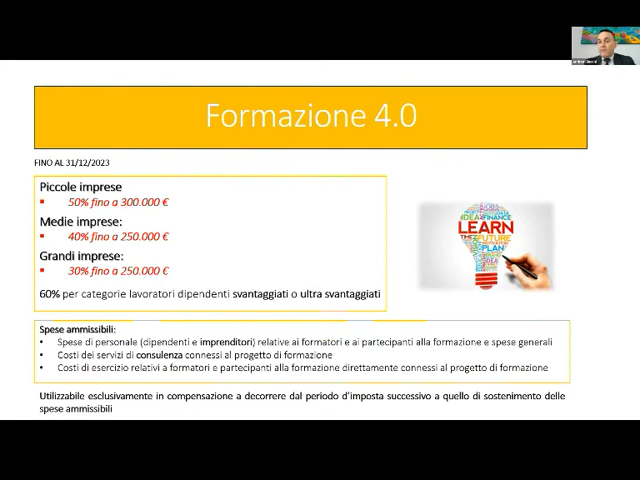 Formazione 4.0
FINO AL 31/12/2023
Piccole imprese
▪ 50% fino a 300.000 €
Medie imprese:
▪ 40% fino a 250.000 €
Grandi imprese:
▪ 30% fino a 250.000 €
60% per categorie lavoratori dipendenti svantaggiati o ultra svantaggiati
IDEA FINANCE
LEARN
THE FUTURE
PLAN
IDEA
Spese ammissibili:
• Spese di personale (dipendenti e imprenditori) relative ai formatori e ai partecipanti alla formazione e spese generali
• Costi dei servizi di consulenza connessi al progetto di formazione
• Costi di esercizio relativi a formatori e partecipanti alla formazione direttamente connessi al progetto di formazione
Utilizzabile esclusivamente in compensazione a decorrere dal periodo d'imposta successivo a quello di sostenimento delle
spese ammissibili